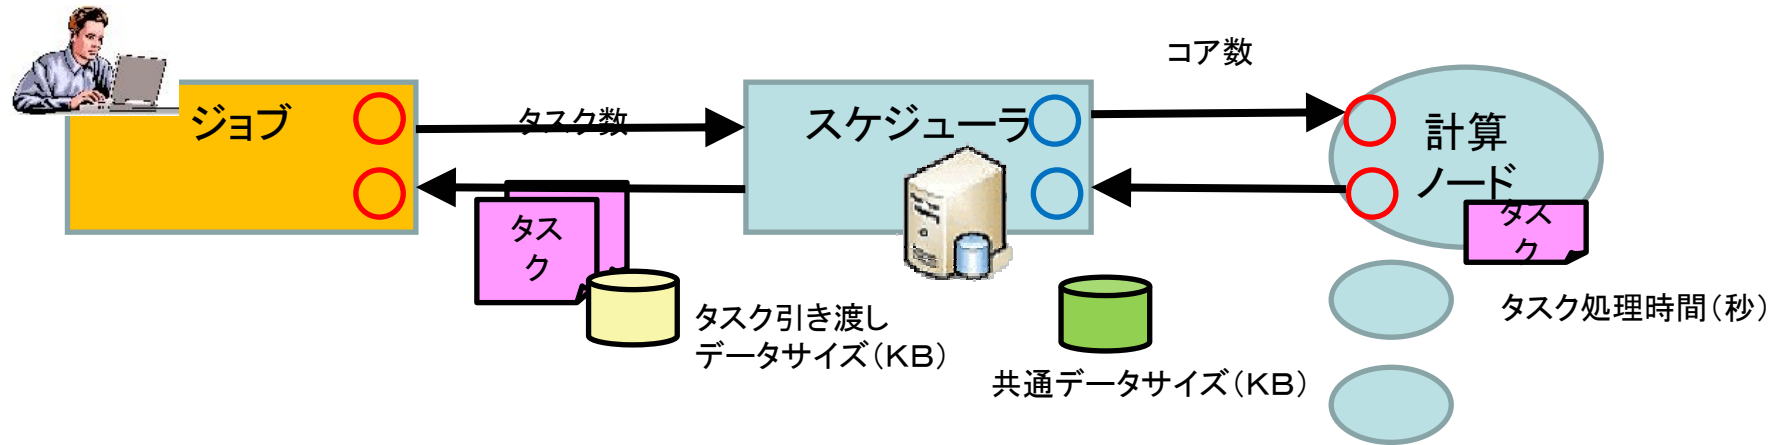 コア数
ジョブ
タスク数
スケジューラ
計算
ノード
タス
ク
タス
ク
タスク引き渡し
データサイズ(KB)
共通データサイズ(KB)
タスク処理時間(秒)